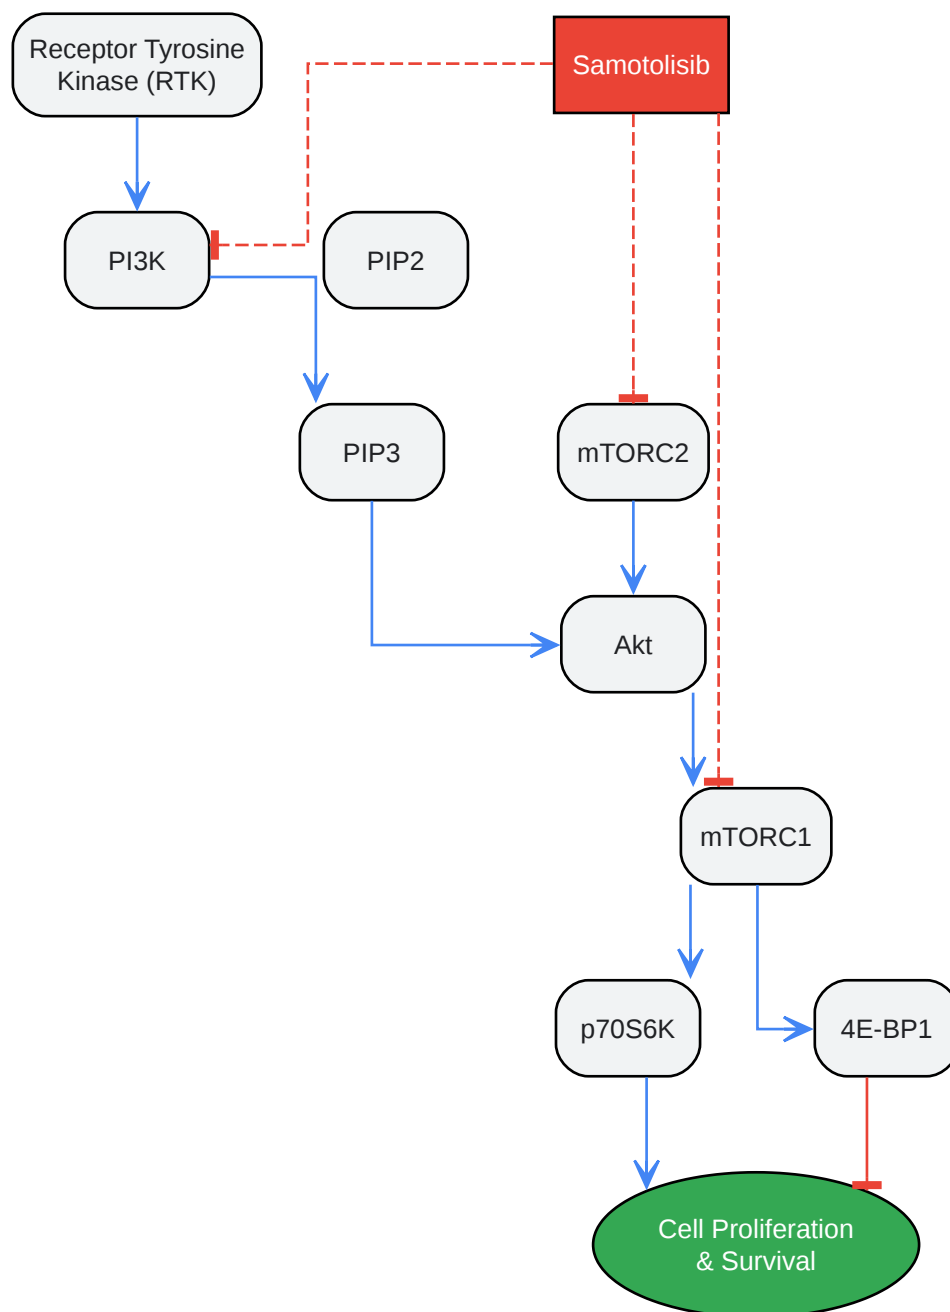 Receptor Tyrosine
Kinase (RTK)
Samotolisib
PI3K
PIP2
PIP3
mTORC2
Akt
mTORC1
p70S6K
4E-BP1
Cell Proliferation
& Survival